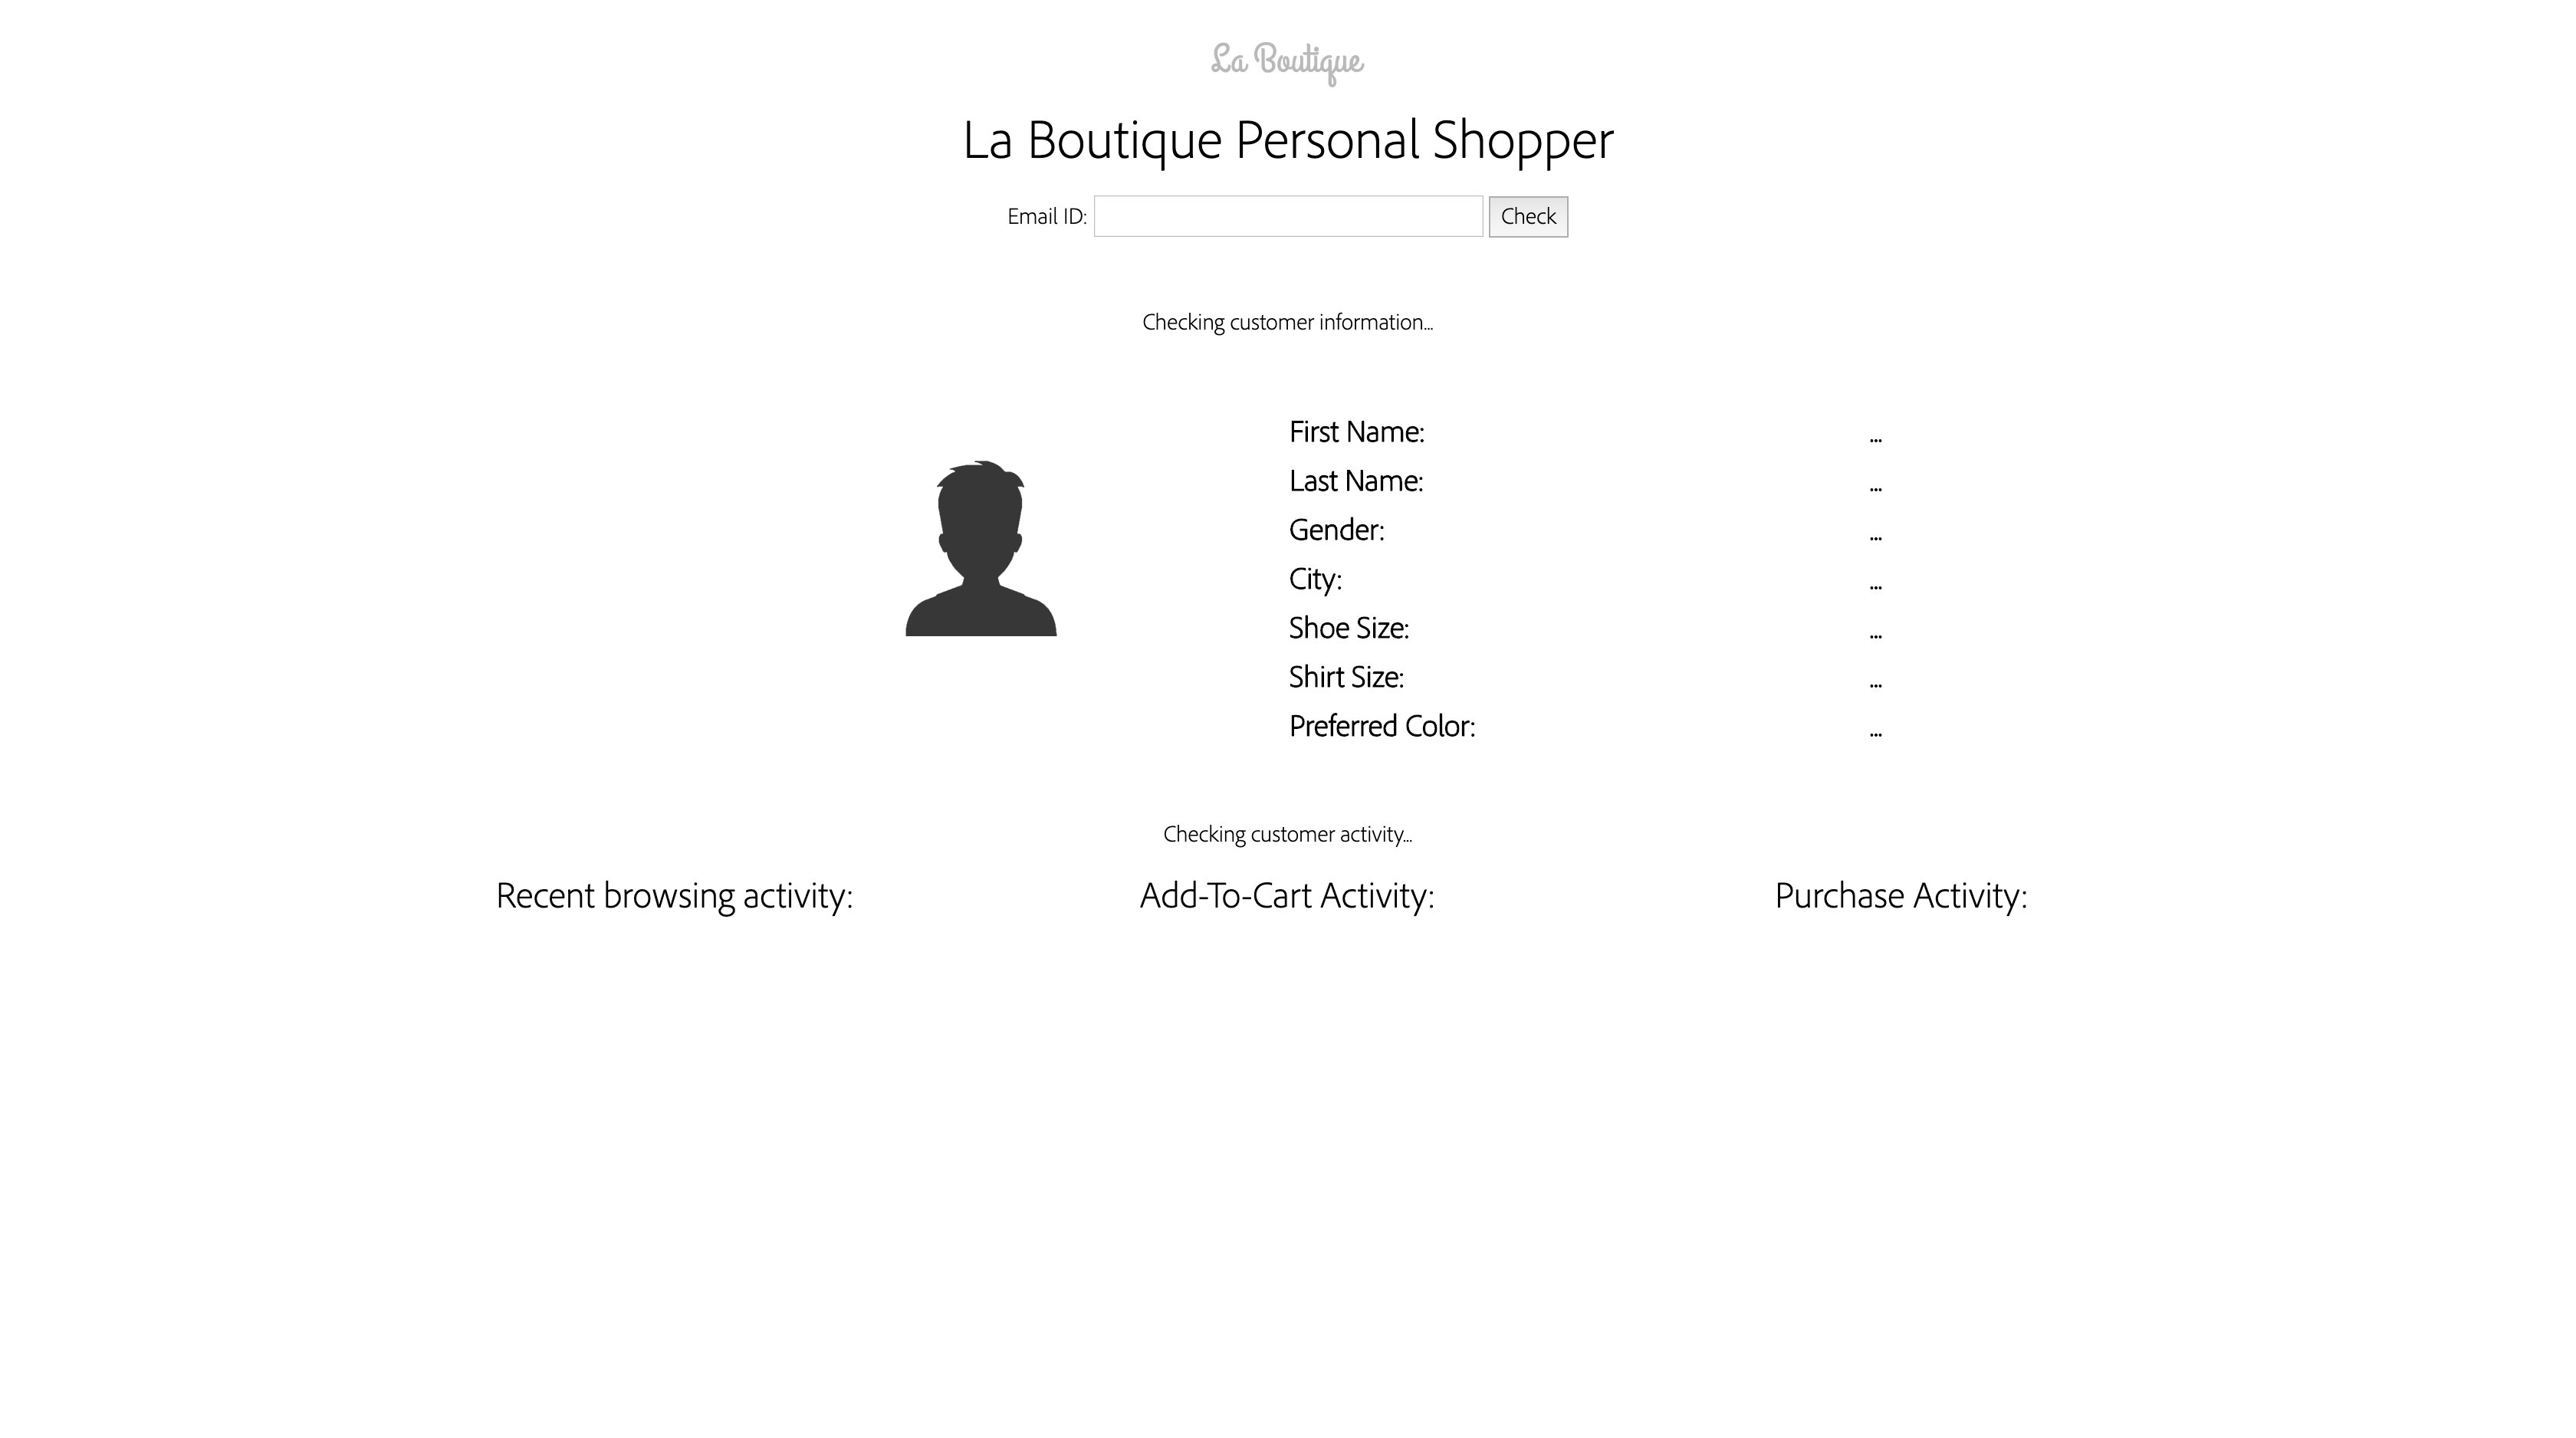 La Boutique
La Boutique Personal Shopper
Email ID: Check
Checking customer information...
First Name: ...
Last Name: ...
Gender: ...
City: ...
Shoe Size: ...
Shirt Size: ...
Preferred Color: ...
Checking customer activity...
Recent browsing activity: Add-To-Cart Activity: Purchase Activity: